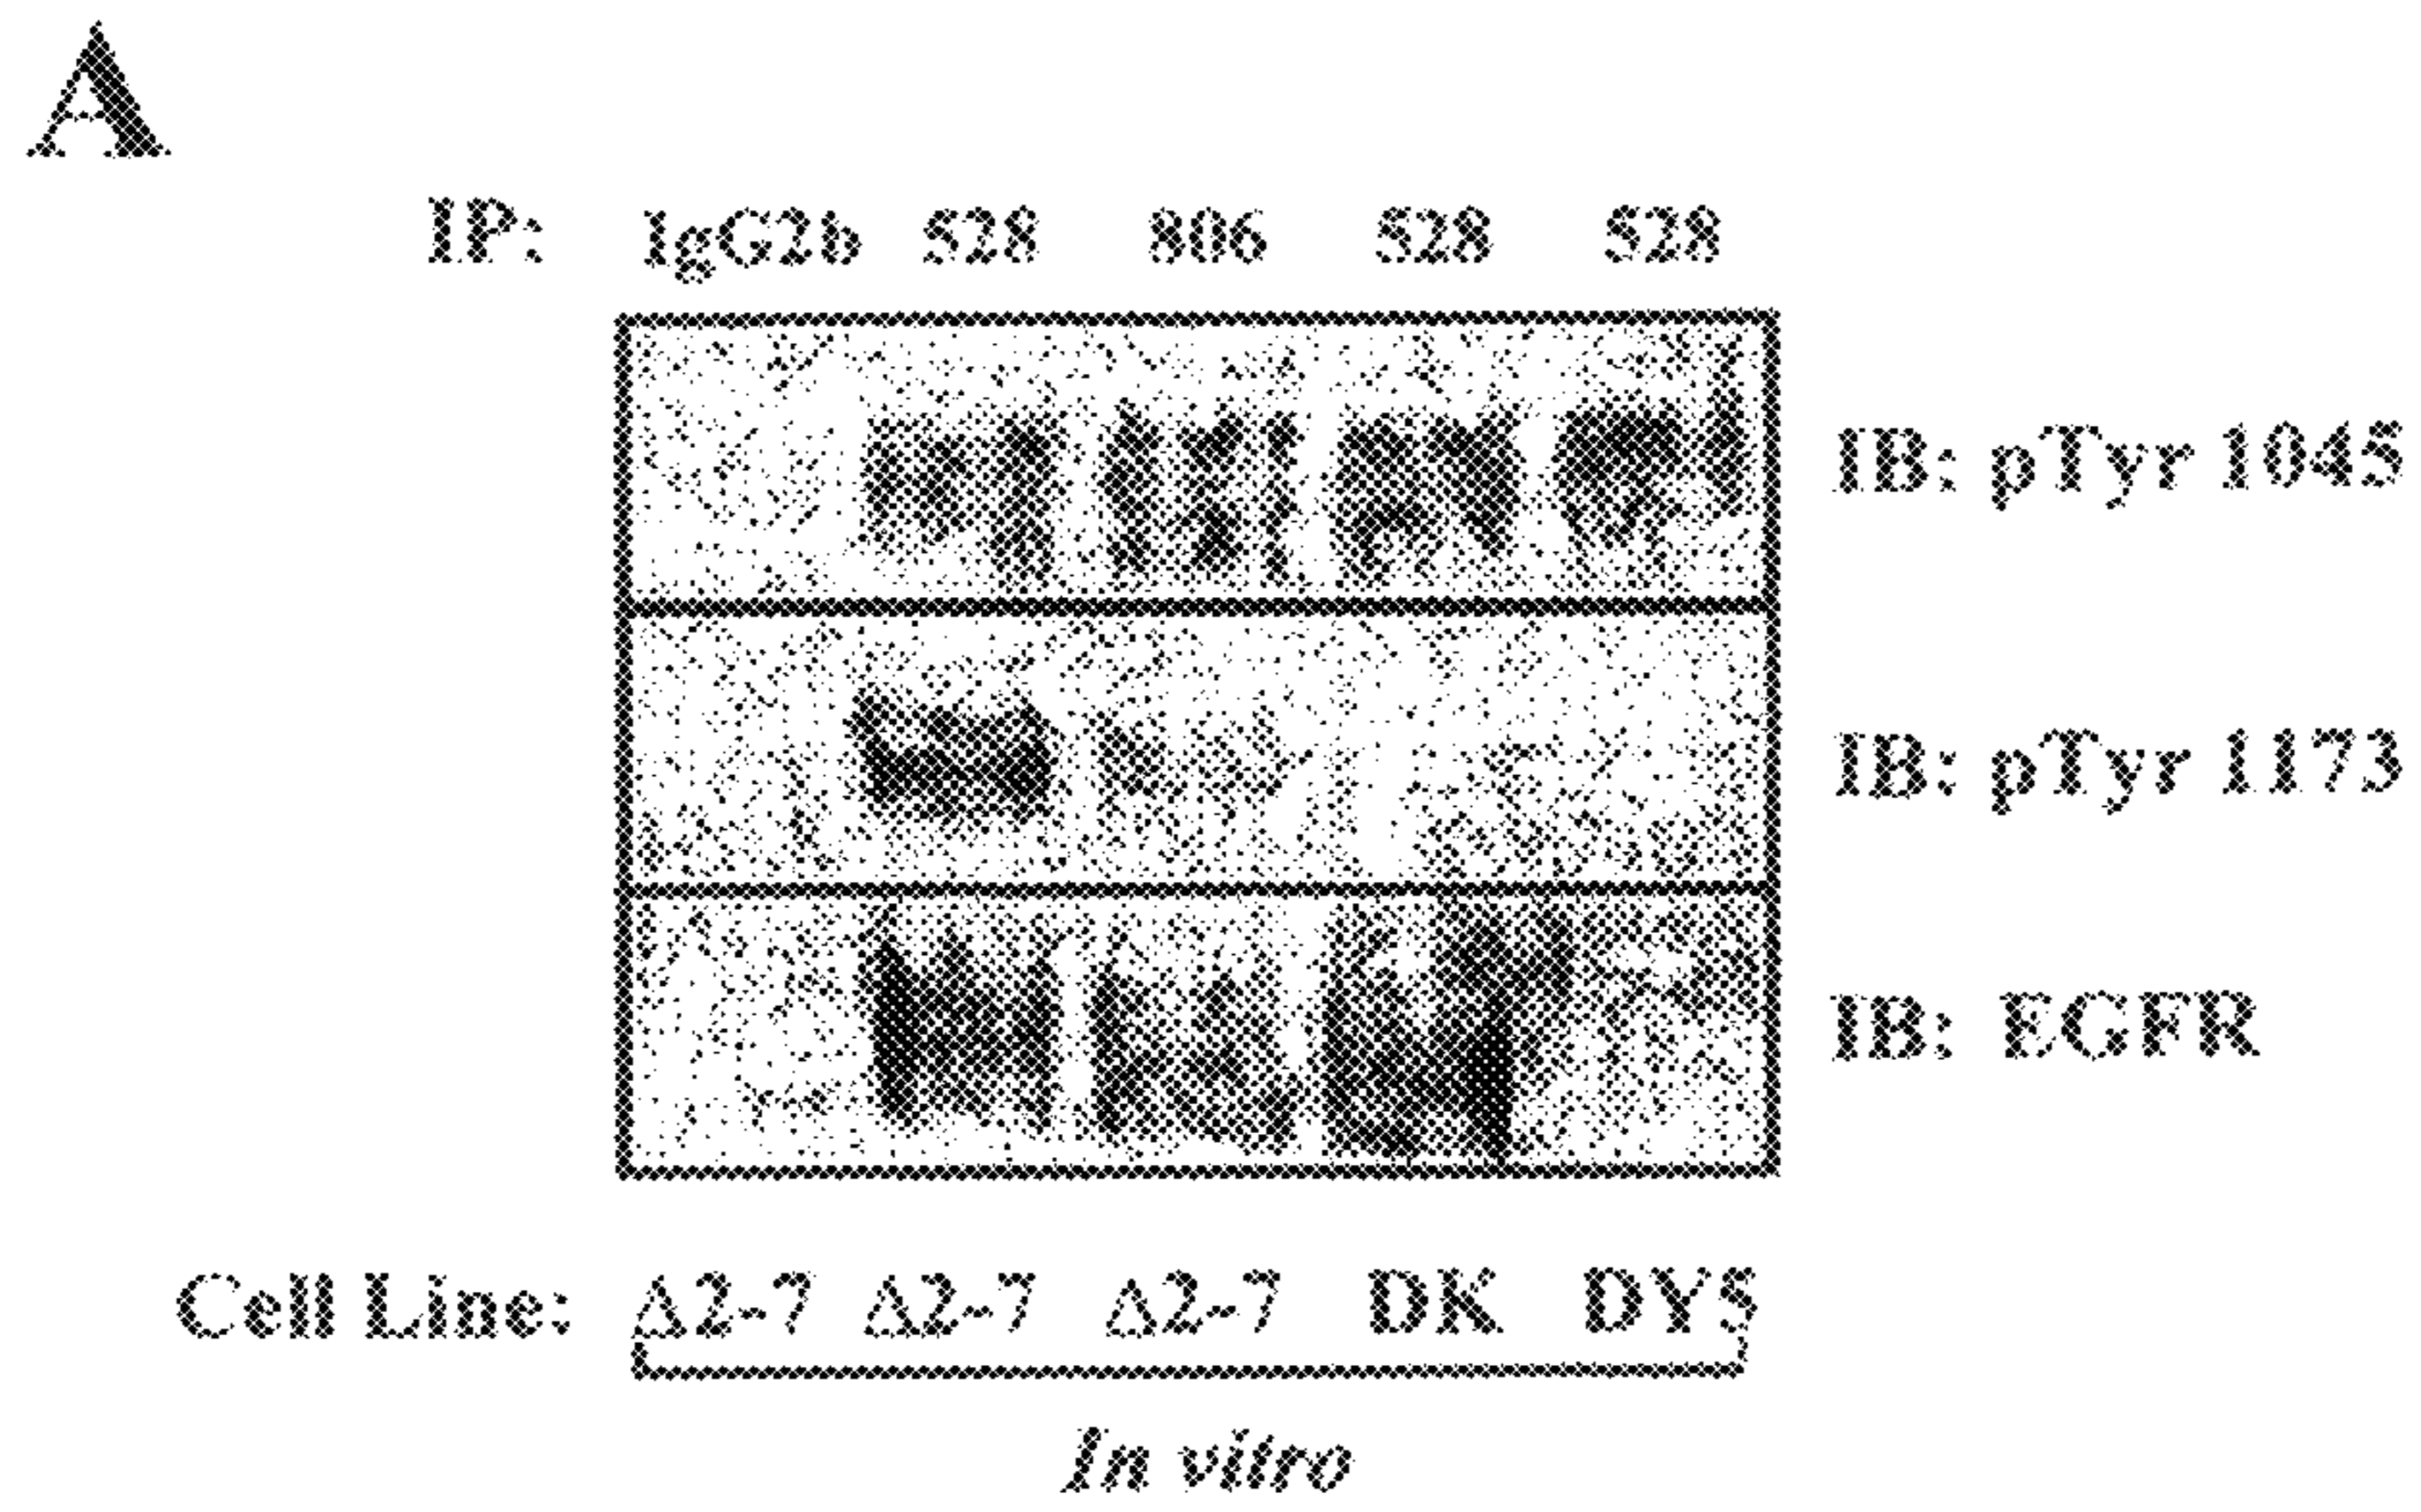 A
IP: IgG2b 528 806 528 528
IB: pTyr 1045
IB: pTyr 1173
IB: EGFR
Cell Line: Δ2-7 Δ2-7 Δ2-7 DK DY5
In vitro